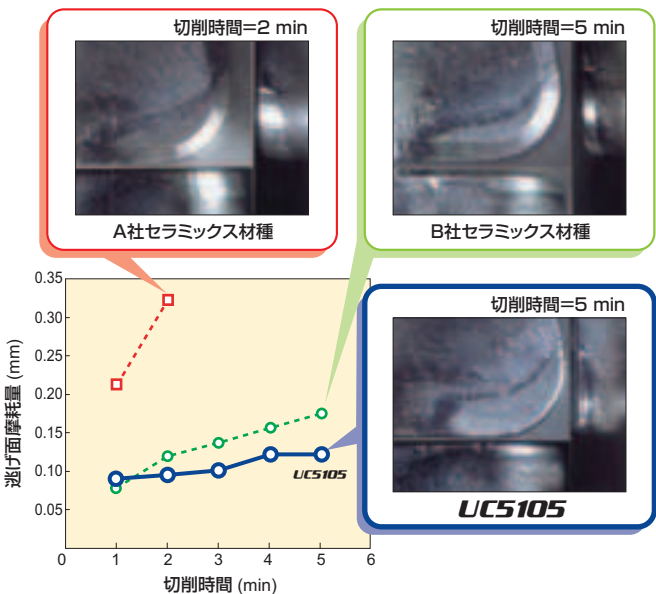 切削時間=2 min
A社セラミックス材種
切削時間=5 min
B社セラミックス材種
切削時間=5 min
UC5105
逃げ面摩耗量 (mm)
0.35
0.30
0.25
0.20
0.15
0.10
0.05
0
1
2
3
4
5
6
UC5105
切削時間 (min)